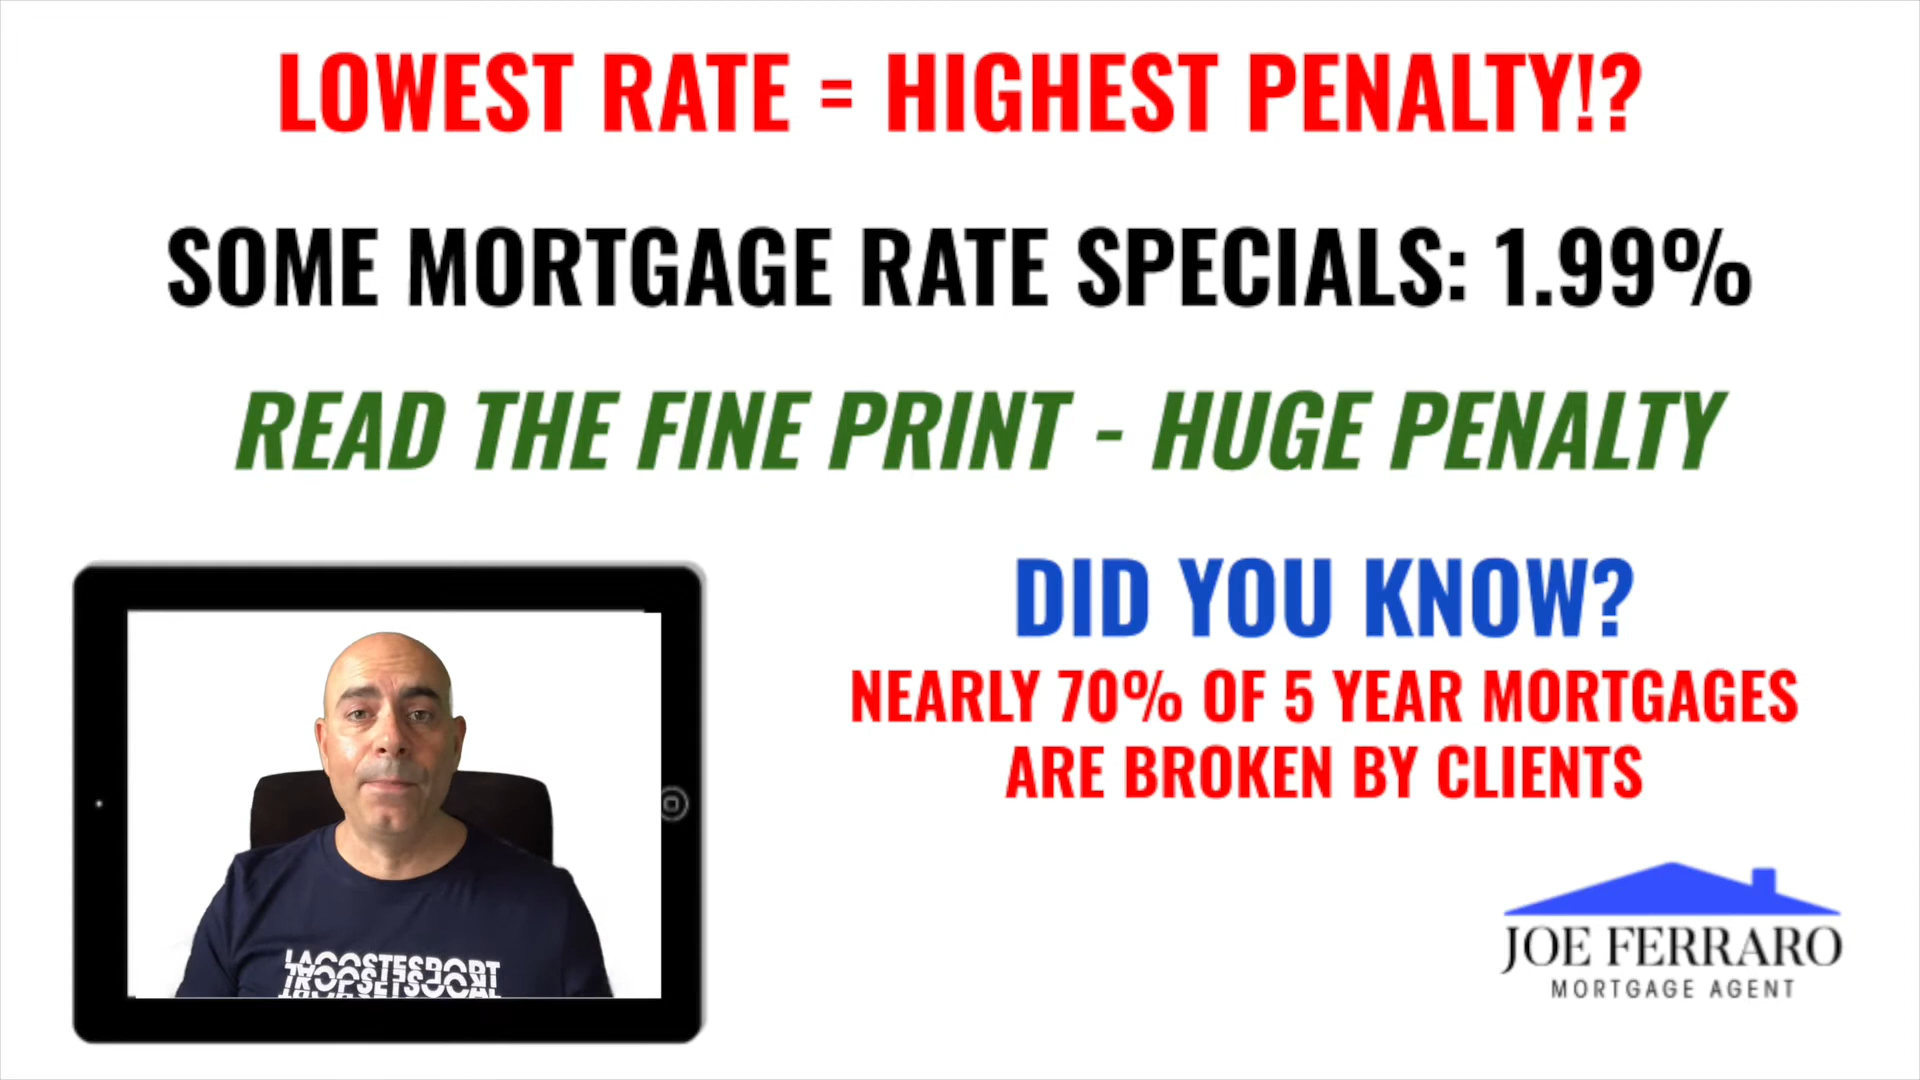 LOWEST RATE = HIGHEST PENALTY!?
SOME MORTGAGE RATE SPECIALS: 1.99%
READ THE FINE PRINT - HUGE PENALTY
DID YOU KNOW?
NEARLY 70% OF 5 YEAR MORTGAGES
ARE BROKEN BY CLIENTS
LACOSTESPORT
JOE FERRARO
MORTGAGE AGENT